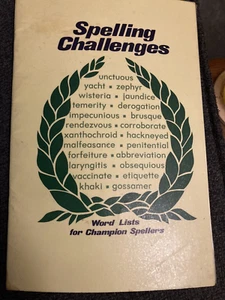 Spelling
Challenges
unctuous
yacht • zephyr
wisteria • jaundice
temerity • derogation
impecunious • brusque
rendezvous • corroborate
xanthochroid • hackneyed
malfeasance • penitential
forfeiture • abbreviation
laryngitis • obsequious
vaccinate • etiquette
khaki • gossamer
Word Lists
for Champion Spellers